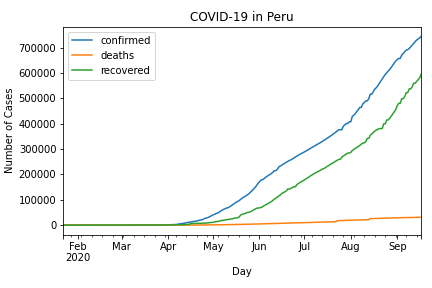 COVID-19 in Peru
confirmed
deaths
recovered
Number of Cases
700000
600000
500000
400000
300000
200000
100000
0
Feb Mar Apr May Jun Jul Aug Sep
2020
Day